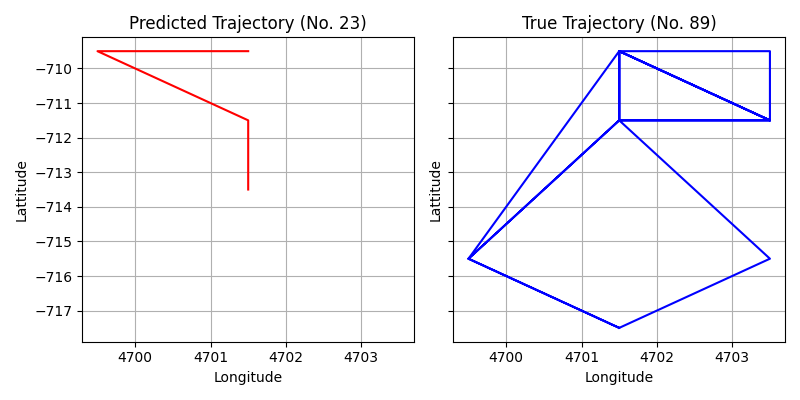 Predicted Trajectory (No. 23)
True Trajectory (No. 89)
−710
−711
−712
−713
−714
−715
−716
−717
Lattitude
Lattitude
4700
4701
4702
4703
4700
4701
4702
4703
Longitude
Longitude